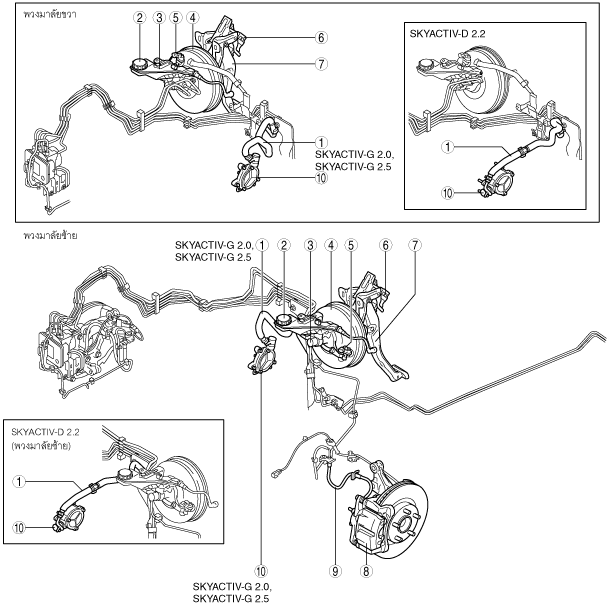 พวงมาลัยขวา
2 3 5 4
6
7
1
SKYACTIV-G 2.0,
SKYACTIV-G 2.5
10
SKYACTIV-D 2.2
1
10
พวงมาลัยซ้าย
SKYACTIV-G 2.0,
SKYACTIV-G 2.5
1 2 3 4 5 6 7
SKYACTIV-D 2.2
(พวงมาลัยซ้าย)
1
10
10 9 8
SKYACTIV-G 2.0,
SKYACTIV-G 2.5